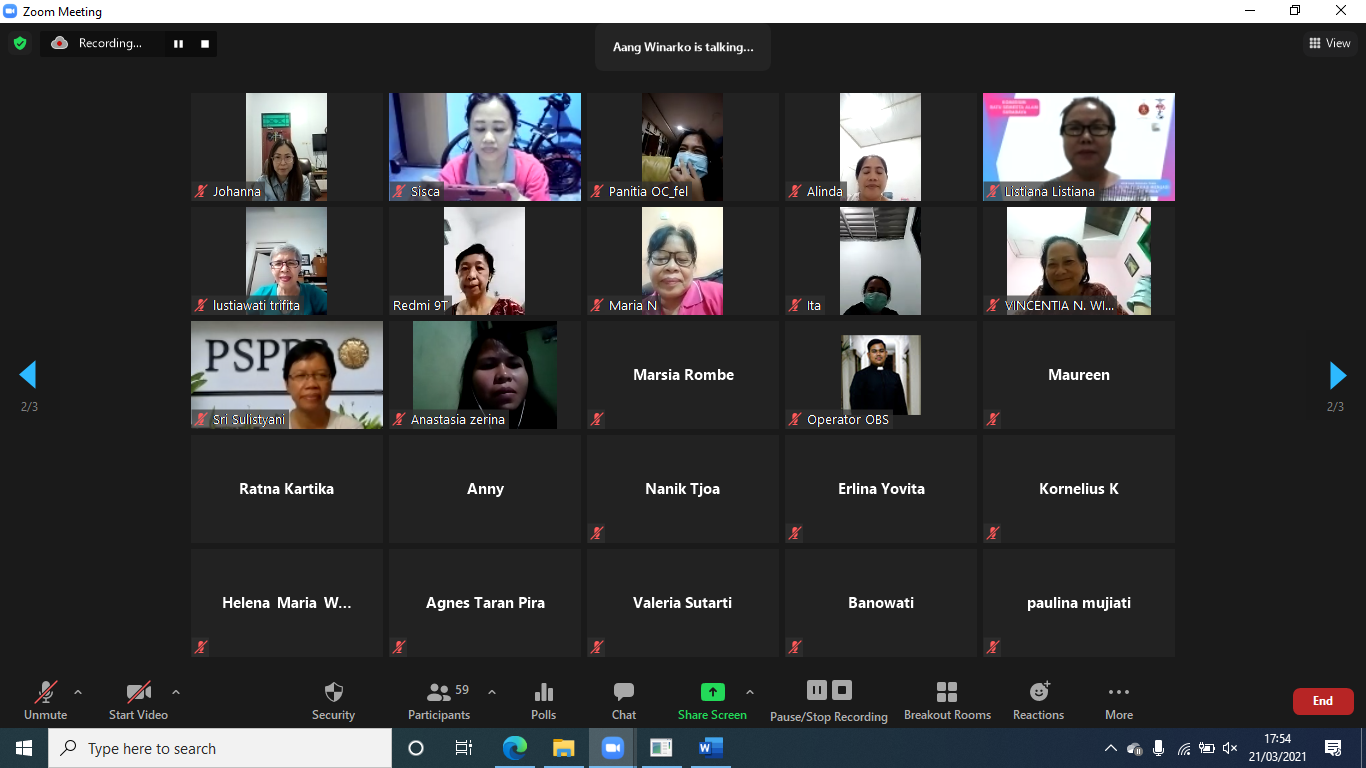 Zoom Meeting
Recording...
Aang Winarko is talking...
View
Johanna
Sisca
Panitia OC_fel
Alinda
Listiana Listiana
lustiawati trifita
Redmi 9T
Maria N
Ita
VINCENTIA N. WI...
Sri Sulistyani
Anastasia zerina
Marsia Rombe
Operator OBS
Maureen
2/3
2/3
Ratna Kartika
Anny
Nanik Tjoa
Erlina Yovita
Kornelius K
Helena Maria W...
Agnes Taran Pira
Valeria Sutarti
Banowati
paulina mujiati
Unmute
Start Video
Security
59
Participants
Polls
Chat
Share Screen
Pause/Stop Recording
Breakout Rooms
Reactions
More
End
Type here to search
17:54
21/03/2021